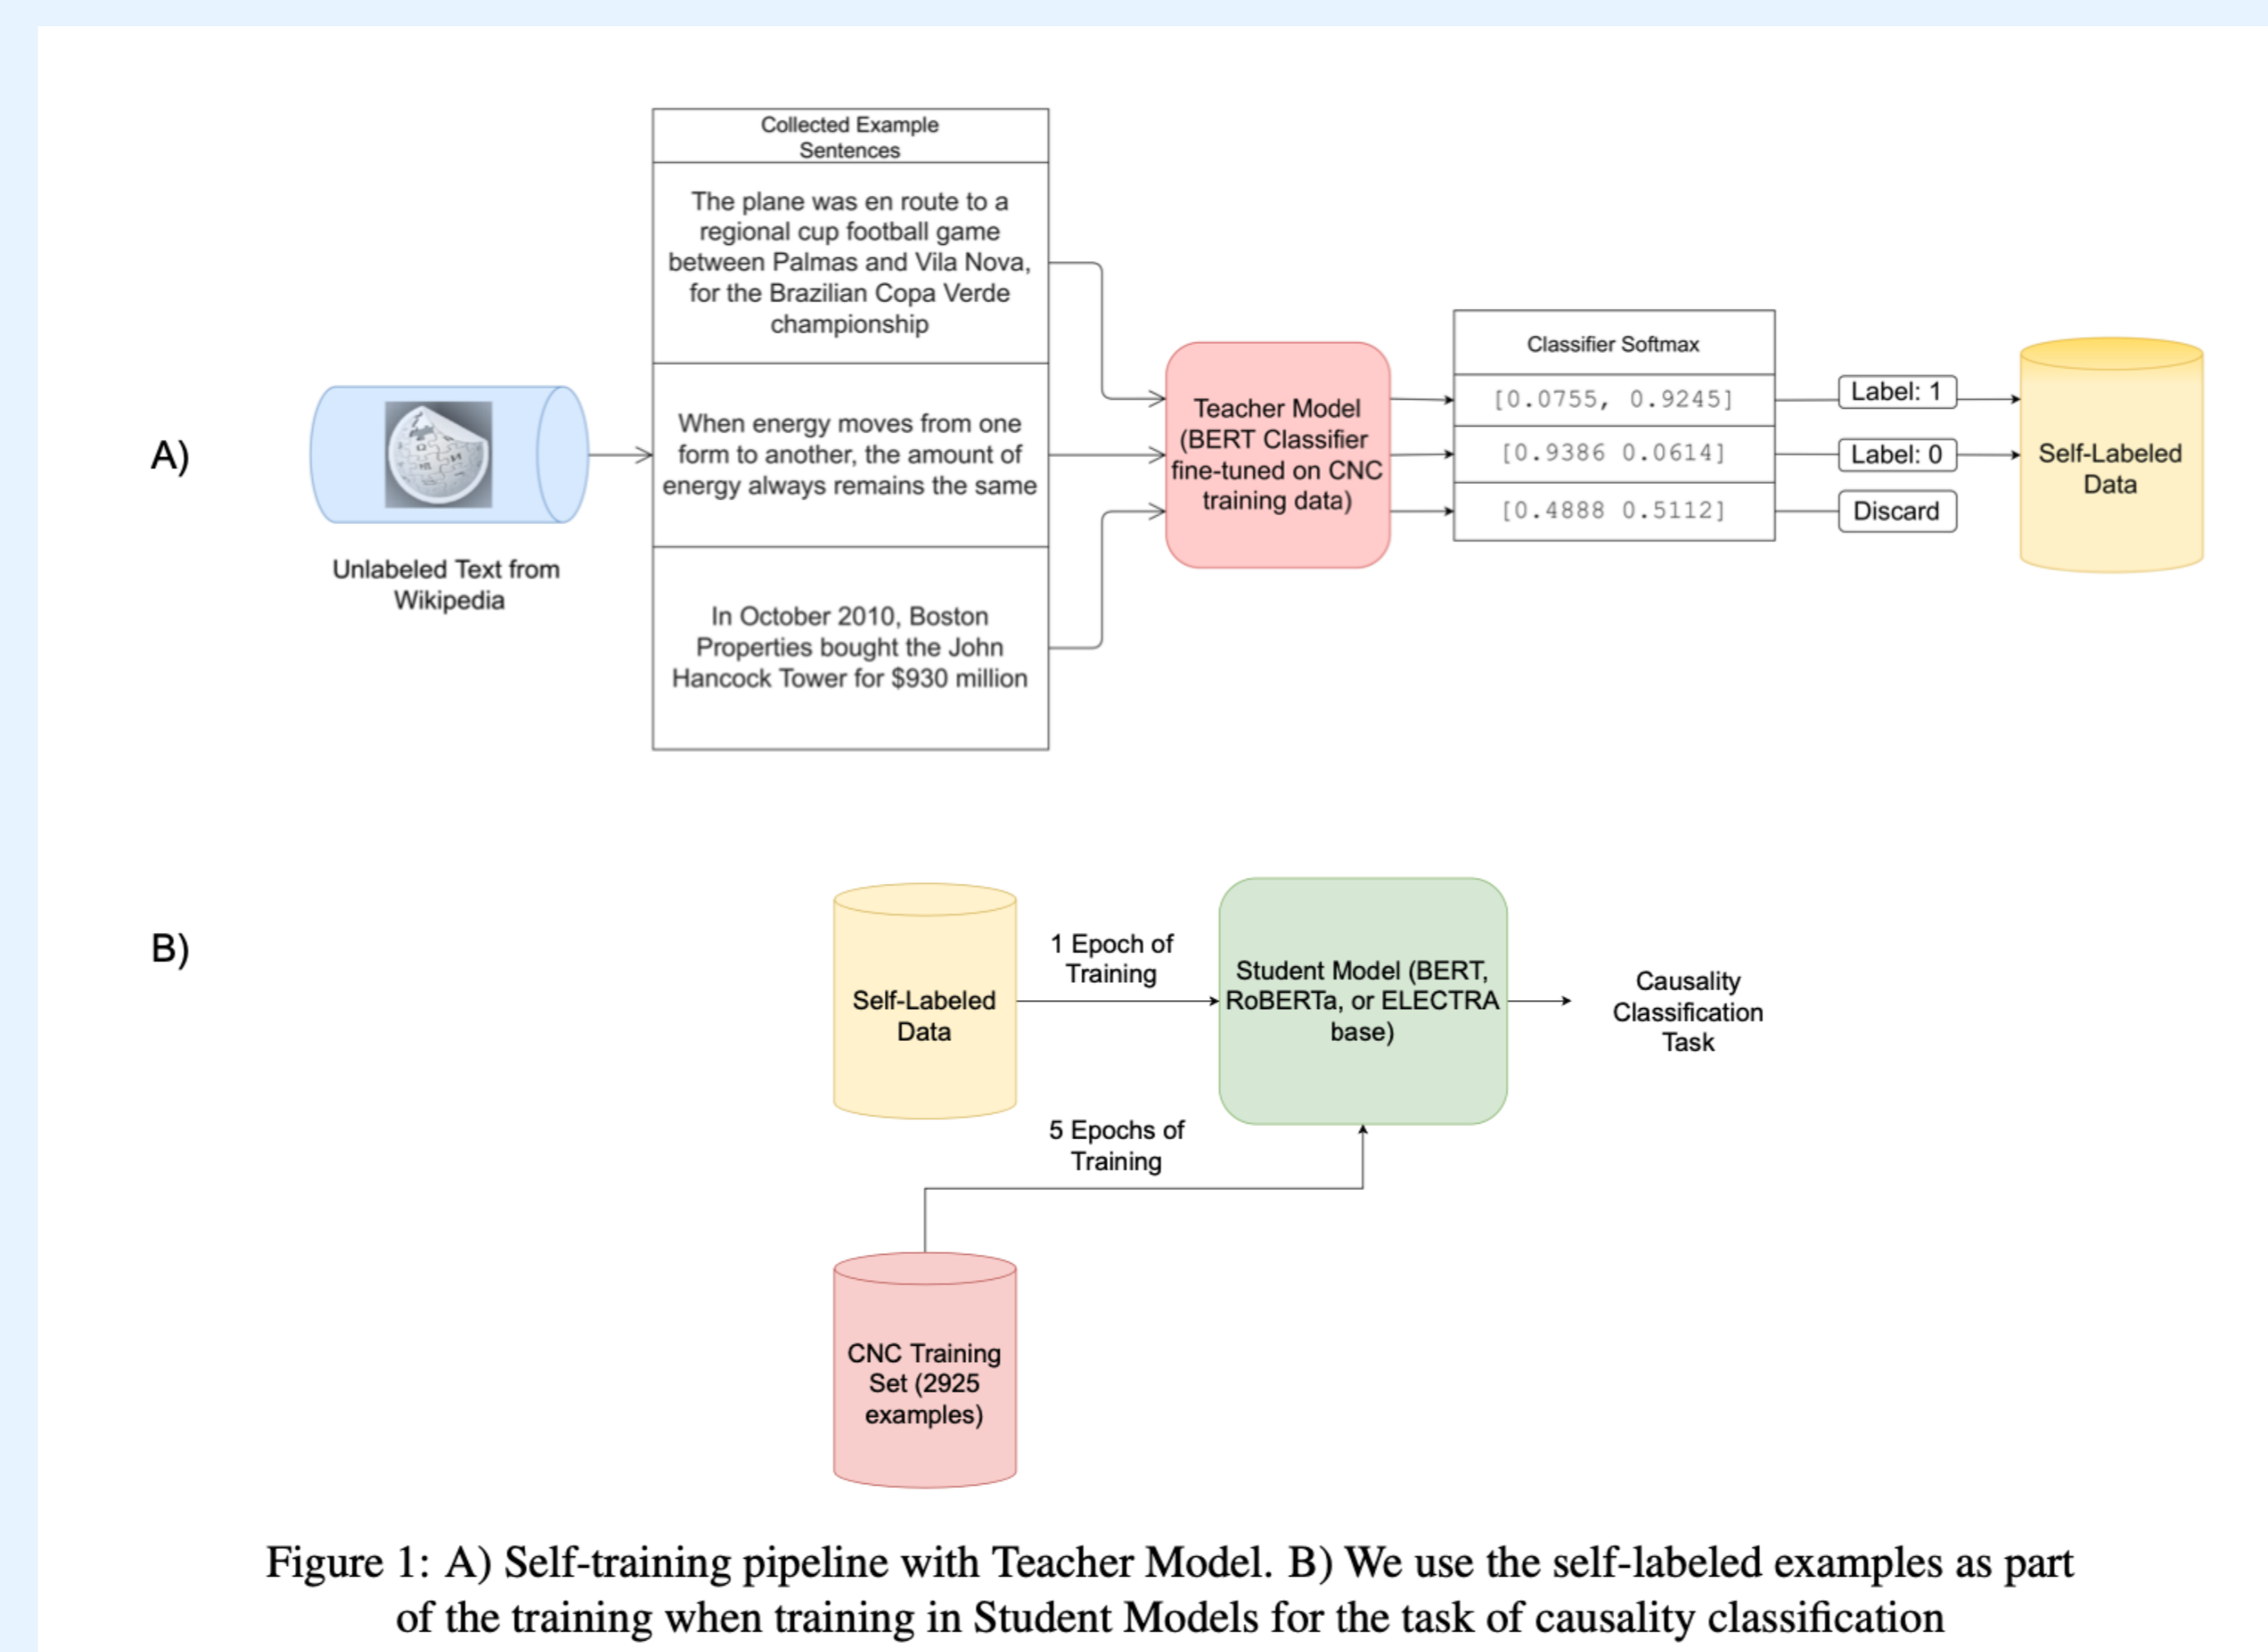 A)
Unlabeled Text from
Wikipedia
Collected Example
Sentences
The plane was en route to a
regional cup football game
between Palmas and Vila Nova,
for the Brazilian Copa Verde
championship
When energy moves from one
form to another, the amount of
energy always remains the same
In October 2010, Boston
Properties bought the John
Hancock Tower for $930 million
Teacher Model
(BERT Classifier
fine-tuned on CNC
training data)
Classifier Softmax
[0.0755, 0.9245]
[0.9386 0.0614]
[0.4888 0.5112]
Label: 1
Label: 0
Discard
Self-Labeled
Data
B)
Self-Labeled
Data
1 Epoch of
Training
Student Model (BERT,
RoBERTa, or ELECTRA
base)
Causality
Classification
Task
5 Epochs of
Training
CNC Training
Set (2925
examples)
Figure 1: A) Self-training pipeline with Teacher Model. B) We use the self-labeled examples as part
of the training when training in Student Models for the task of causality classification